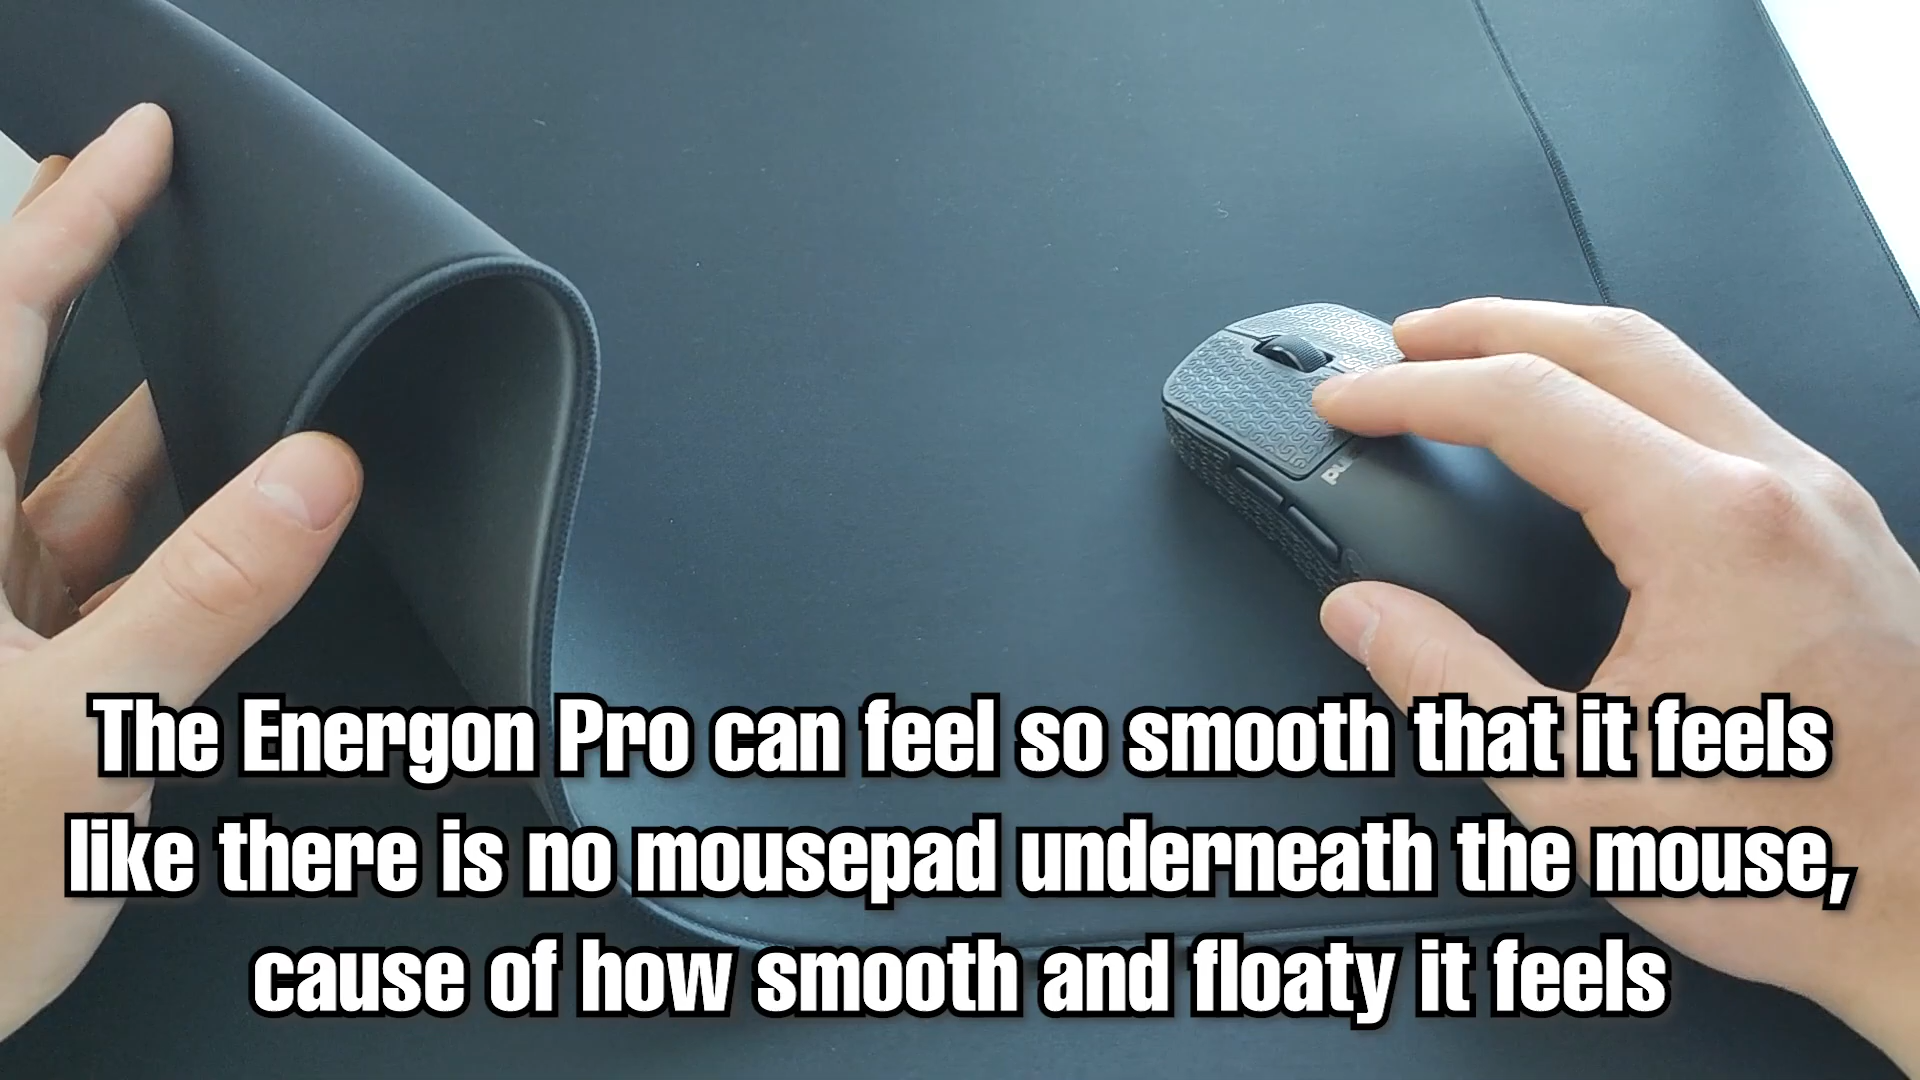 The Energon Pro can feel so smooth that it feels
like there is no mousepad underneath the mouse,
cause of how smooth and floaty it feels